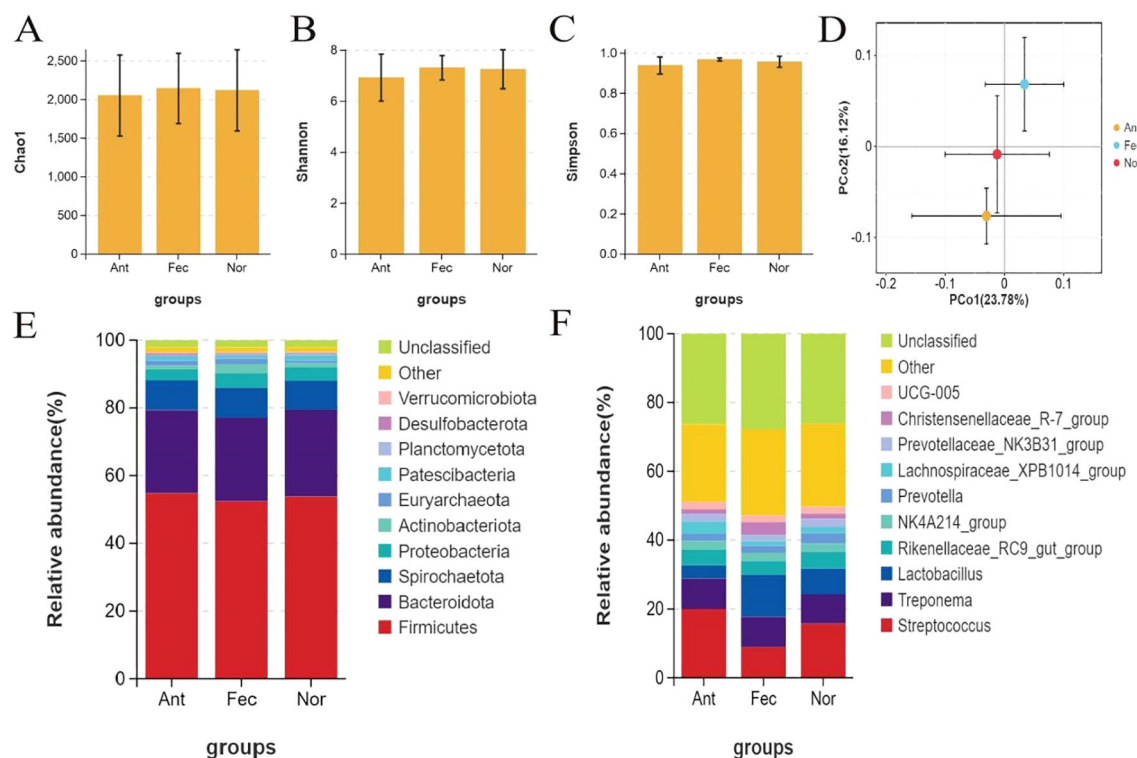 A
B
C
D
2,500
2,000
1,500
1,000
500
0
Chao1
Ant Fec Nor
groups
8
6
4
2
0
Shannon
Ant Fec Nor
groups
1.0
0.8
0.6
0.4
0.2
0.0
Simpson
Ant Fec Nor
groups
0.1
0
-0.1
PCo2(16.12%)
-0.2 -0.1 0 0.1
PCo1(23.78%)
An
Fe
No
E
100
80
60
40
20
0
Relative abundance(%)
Ant Fec Nor
groups
Unclassified
Other
Verrucomicrobiota
Desulfobacterota
Planctomycetota
Patescibacteria
Euryarchaeota
Actinobacteriota
Proteobacteria
Spirochaetota
Bacteroidota
Firmicutes
F
100
80
60
40
20
0
Relative abundance(%)
Ant Fec Nor
groups
Unclassified
Other
UCG-005
Christensenellaceae_R-7_group
Prevotellaceae_NK3B31_group
Lachnospiraceae_XPB1014_group
Prevotella
NK4A214_group
Rikenellaceae_RC9_gut_group
Lactobacillus
Treponema
Streptococcus